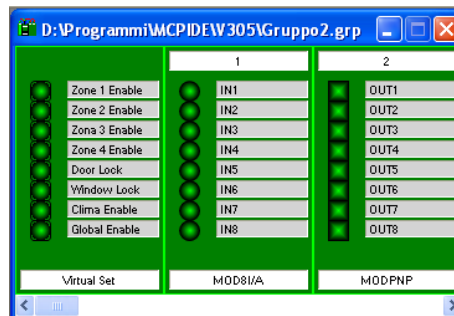 D:\Programmi\MCPIDE\V305\Gruppo2.grp
1
2
Zone 1 Enable
IN1
OUT1
Zone 2 Enable
IN2
OUT2
Zona 3 Enable
IN3
OUT3
Zone 4 Enable
IN4
OUT4
Door Lock
IN5
OUT5
Window Lock
IN6
OUT6
Clima Enable
IN7
OUT7
Global Enable
IN8
OUT8
Virtual Set
MOD8I/A
MODPNP